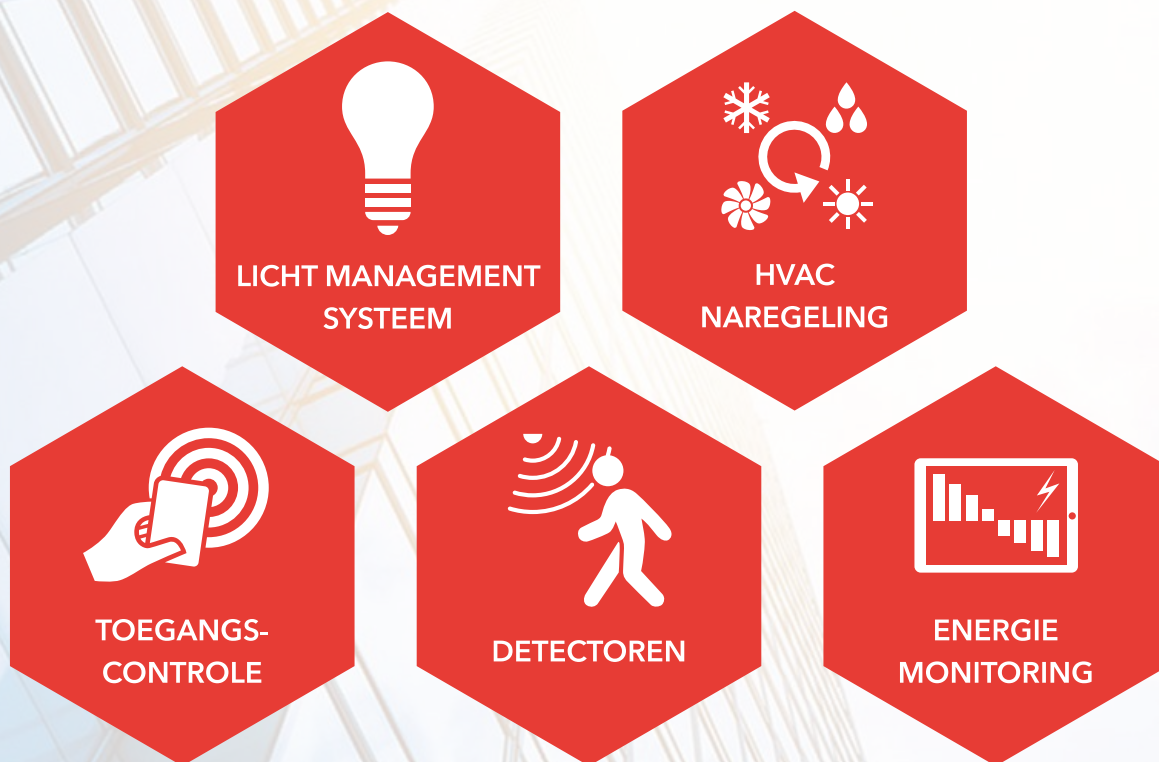 LICHT MANAGEMENT
SYSTEEM
HVAC
NAREGELING
TOEGANGS-
CONTROLE
DETECTOREN
ENERGIE
MONITORING